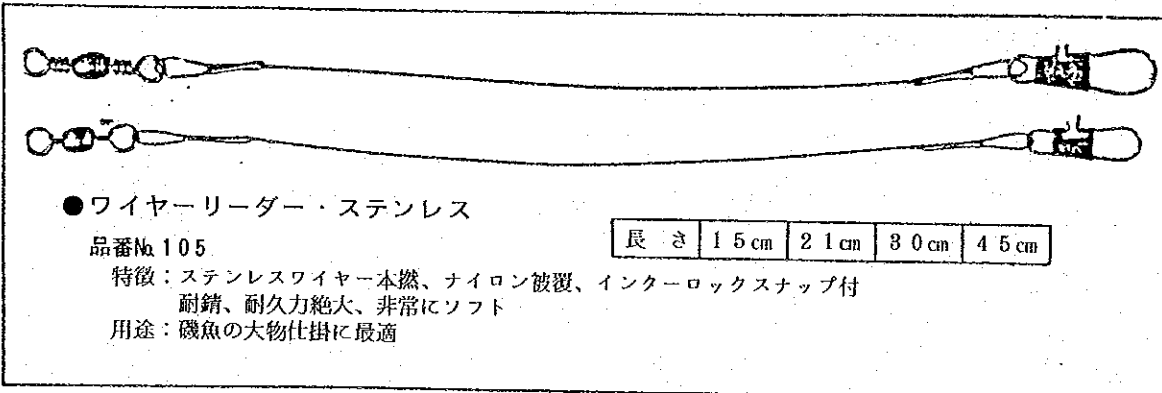 ●ワイヤーリーダー・ステンレス
品番№105
長さ 15cm 21cm 30cm 45cm
特徴：ステンレスワイヤー本撚、ナイロン被覆、インターロックスナップ付
耐錆、耐久力絶大、非常にソフト
用途：磯魚の大物仕掛に最適